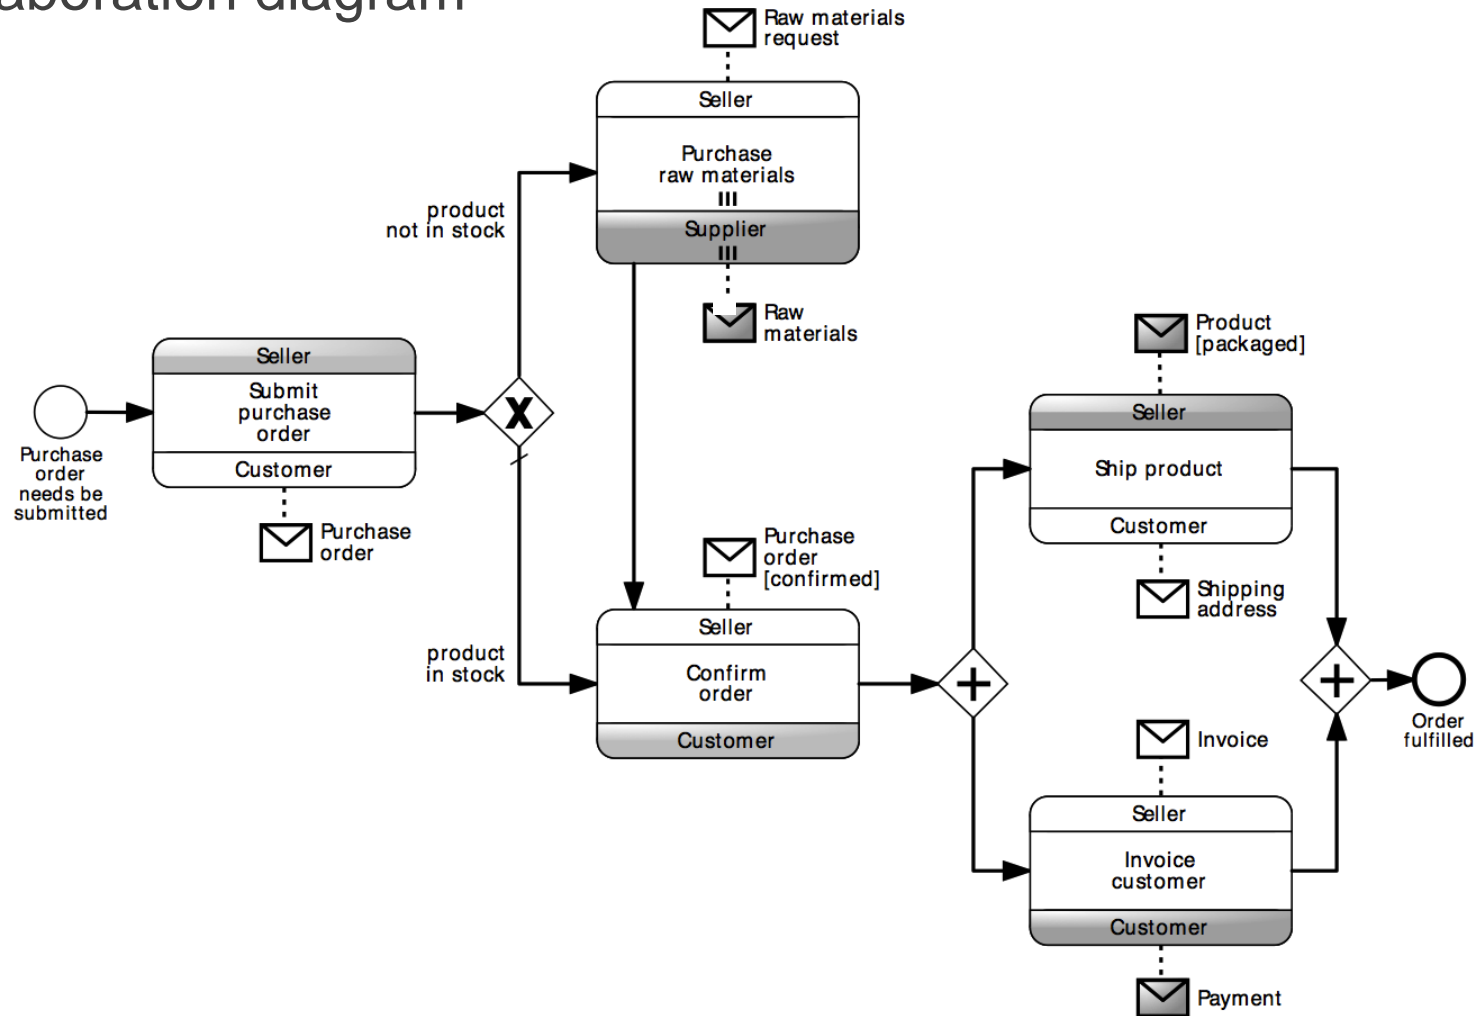 aboration diagram
Raw materials
request
Seller
Purchase
raw materials
Supplier
Raw
materials
product
not in stock
Seller
Submit
purchase
order
Customer
Purchase
order
needs be
submitted
Purchase
order
X
product
in stock
Purchase
order
[confirmed]
Seller
Confirm
order
Customer
Product
[packaged]
Seller
Ship product
Customer
Shipping
address
Invoice
Seller
Invoice
customer
Customer
Payment
Order
fulfilled